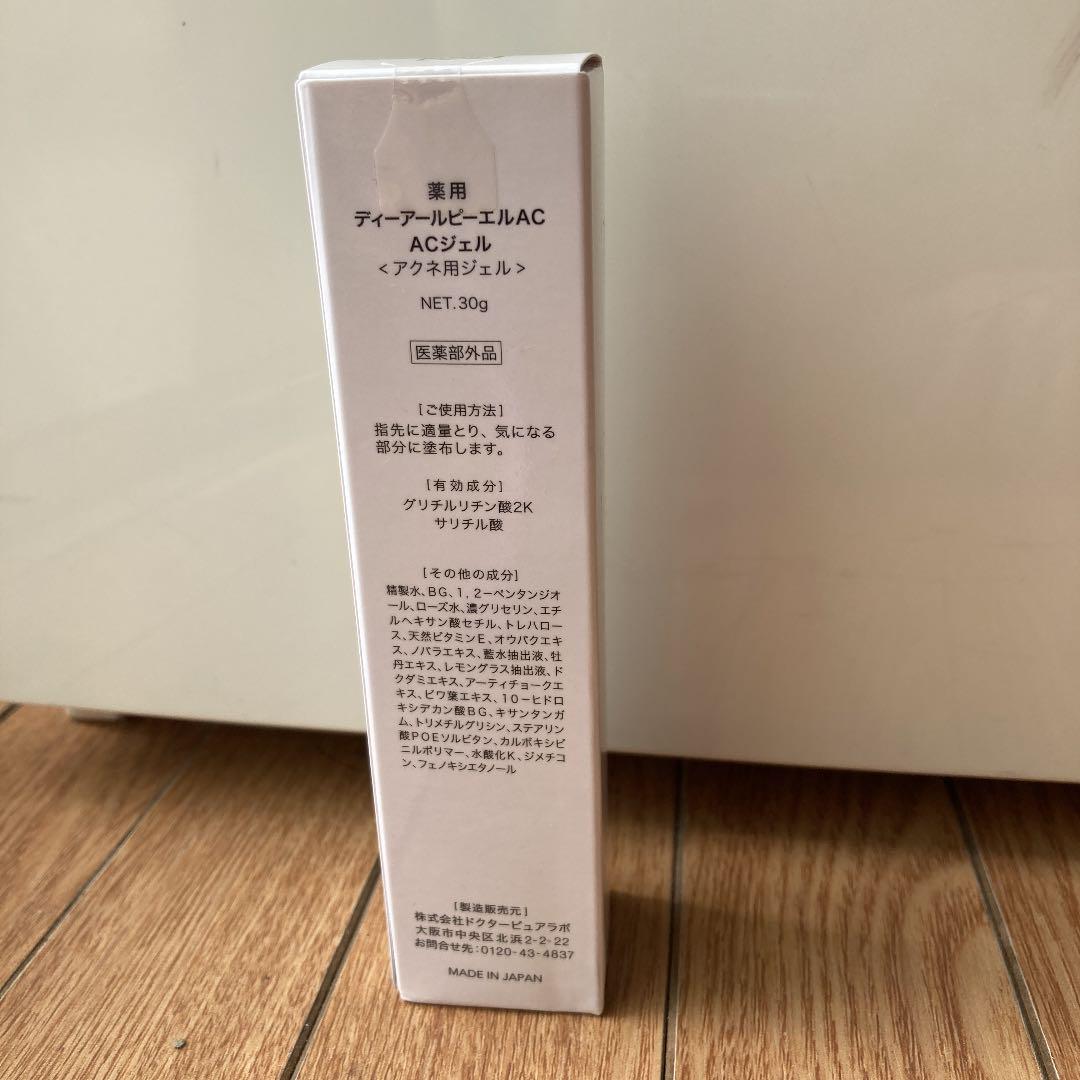 薬用
ディーアールピーエルAC
ACジェル
<アクネ用ジェル>
NET.30g
医薬部外品
[ご使用方法]
指先に適量とり、気になる
部分に塗布します。
[有効成分]
グリチルリチン酸2K
サリチル酸
[その他の成分]
精製水、BG、1,2−ペンタンジオ
ール、ローズ水、濃グリセリン、エチ
ルヘキサン酸セチル、トレハロー
ス、天然ビタミンE、オウバクエキ
ス、ノバラエキス、藍水抽出液、牡
丹エキス、レモングラス抽出液、ド
クダミエキス、アーティチョークエ
キス、ビワ葉エキス、10−ヒドロ
キシデカン酸BG、キサンタンガ
ム、トリメチルグリシン、ステアリン
酸POEソルビタン、カルボキシビ
ニルポリマー、水酸化K、ジメチコ
ン、フェノキシエタノール
[製造販売元]
株式会社ドクターピュアラボ
大阪市中央区北浜2-2-22
お問合せ先:0120-43-4837
MADE IN JAPAN